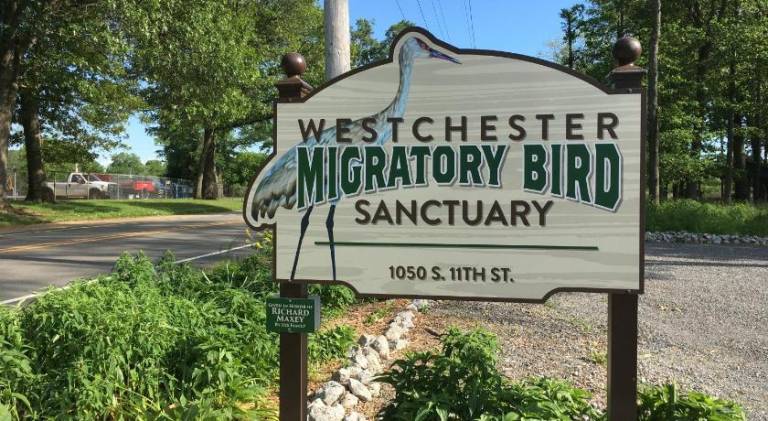 WESTCHESTER
MIGRATORY BIRD
SANCTUARY
1050 S. 11TH ST.
RICHARD
MAXEY